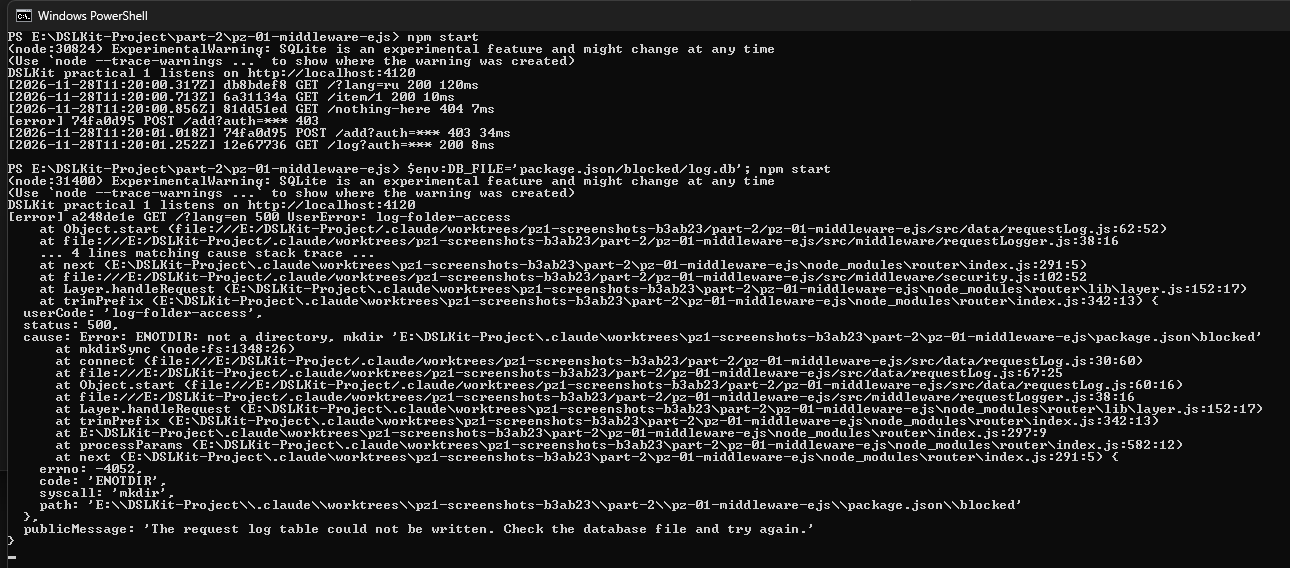 Windows PowerShell
PS E:\DSLKit-Project\part-2\pz-01-middleware-ejs> npm start
(node:30824) ExperimentalWarning: SQLite is an experimental feature and might change at any time
(Use `node --trace-warnings ...` to show where the warning was created)
DSLKit practical 1 listens on http://localhost:4120
[2026-11-28T11:20:00.317Z] db8bdef8 GET /?lang=ru 200 120ms
[2026-11-28T11:20:00.713Z] 6a31134a GET /item/1 200 10ms
[2026-11-28T11:20:00.856Z] 81dd51ed GET /nothing-here 404 7ms
[error] 74fa0d95 POST /add?auth=*** 403
[2026-11-28T11:20:01.018Z] 74fa0d95 POST /add?auth=*** 403 34ms
[2026-11-28T11:20:01.252Z] 12e67736 GET /log?auth=*** 200 8ms
PS E:\DSLKit-Project\part-2\pz-01-middleware-ejs> $env:DB_FILE='package.json/blocked/log.db'; npm start
(node:31400) ExperimentalWarning: SQLite is an experimental feature and might change at any time
(Use `node --trace-warnings ...` to show where the warning was created)
DSLKit practical 1 listens on http://localhost:4120
[error] a248de1e GET /?lang=en 500 UserError: log-folder-access
at Object.start (file:///E:/DSLKit-Project/.claude/worktrees/pz1-screenshots-b3ab23/part-2/pz-01-middleware-ejs/src/data/requestLog.js:62:52)
at file:///E:/DSLKit-Project/.claude/worktrees/pz1-screenshots-b3ab23/part-2/pz-01-middleware-ejs/src/middleware/requestLogger.js:38:16
... 4 lines matching cause stack trace ...
at next (E:\DSLKit-Project\.claude\worktrees\pz1-screenshots-b3ab23\part-2\pz-01-middleware-ejs\node_modules\router\index.js:291:5)
at file:///E:/DSLKit-Project/.claude/worktrees/pz1-screenshots-b3ab23/part-2/pz-01-middleware-ejs/src/middleware/security.js:102:52
at Layer.handleRequest (E:\DSLKit-Project\.claude\worktrees\pz1-screenshots-b3ab23\part-2\pz-01-middleware-ejs\node_modules\router\lib\layer.js:152:17)
at trimPrefix (E:\DSLKit-Project\.claude\worktrees\pz1-screenshots-b3ab23\part-2\pz-01-middleware-ejs\node_modules\router\index.js:342:13) {
userCode: 'log-folder-access',
status: 500,
cause: Error: ENOTDIR: not a directory, mkdir 'E:\DSLKit-Project\.claude\worktrees\pz1-screenshots-b3ab23\part-2\pz-01-middleware-ejs\package.json\blocked'
at mkdirSync (node:fs:1348:26)
at connect (file:///E:/DSLKit-Project/.claude/worktrees/pz1-screenshots-b3ab23/part-2/pz-01-middleware-ejs/src/data/requestLog.js:30:60)
at file:///E:/DSLKit-Project/.claude/worktrees/pz1-screenshots-b3ab23/part-2/pz-01-middleware-ejs/src/data/requestLog.js:67:25
at Object.start (file:///E:/DSLKit-Project/.claude/worktrees/pz1-screenshots-b3ab23/part-2/pz-01-middleware-ejs/src/data/requestLog.js:60:16)
at file:///E:/DSLKit-Project/.claude/worktrees/pz1-screenshots-b3ab23/part-2/pz-01-middleware-ejs/src/middleware/requestLogger.js:38:16
at Layer.handleRequest (E:\DSLKit-Project\.claude\worktrees\pz1-screenshots-b3ab23\part-2\pz-01-middleware-ejs\node_modules\router\lib\layer.js:152:17)
at trimPrefix (E:\DSLKit-Project\.claude\worktrees\pz1-screenshots-b3ab23\part-2\pz-01-middleware-ejs\node_modules\router\index.js:342:13)
at E:\DSLKit-Project\.claude\worktrees\pz1-screenshots-b3ab23\part-2\pz-01-middleware-ejs\node_modules\router\index.js:297:9
at processParams (E:\DSLKit-Project\.claude\worktrees\pz1-screenshots-b3ab23\part-2\pz-01-middleware-ejs\node_modules\router\index.js:582:12)
at next (E:\DSLKit-Project\.claude\worktrees\pz1-screenshots-b3ab23\part-2\pz-01-middleware-ejs\node_modules\router\index.js:291:5) {
errno: -4052,
code: 'ENOTDIR',
syscall: 'mkdir',
path: 'E:\\DSLKit-Project\\.claude\\worktrees\\pz1-screenshots-b3ab23\\part-2\\pz-01-middleware-ejs\\package.json\\blocked'
},
publicMessage: 'The request log table could not be written. Check the database file and try again.'
}